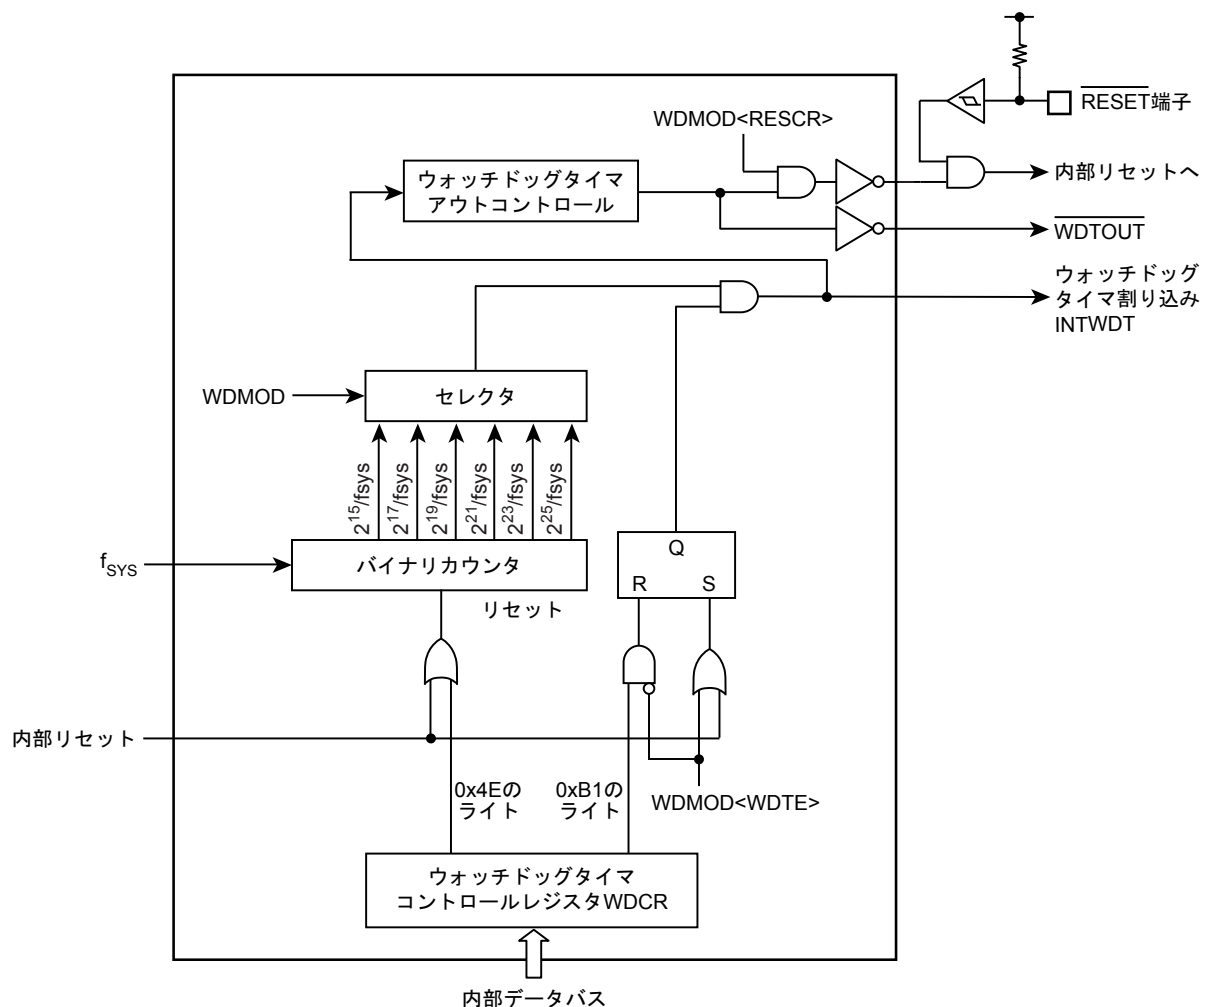 RESET端子
WDMOD<RESCR>
ウォッチドッグタイマ
アウトコントロール
内部リセットへ
WDTOUT
ウォッチドッグ
タイマ割り込み
INTWDT
WDMOD
セレクタ
2^15/fsys
2^17/fsys
2^19/fsys
2^21/fsys
2^23/fsys
2^25/fsys
Q
R S
fSYS
バイナリカウンタ
リセット
内部リセット
0x4Eの
ライト
0xB1の
ライト
WDMOD<WDTE>
ウォッチドッグタイマ
コントロールレジスタWDCR
内部データバス